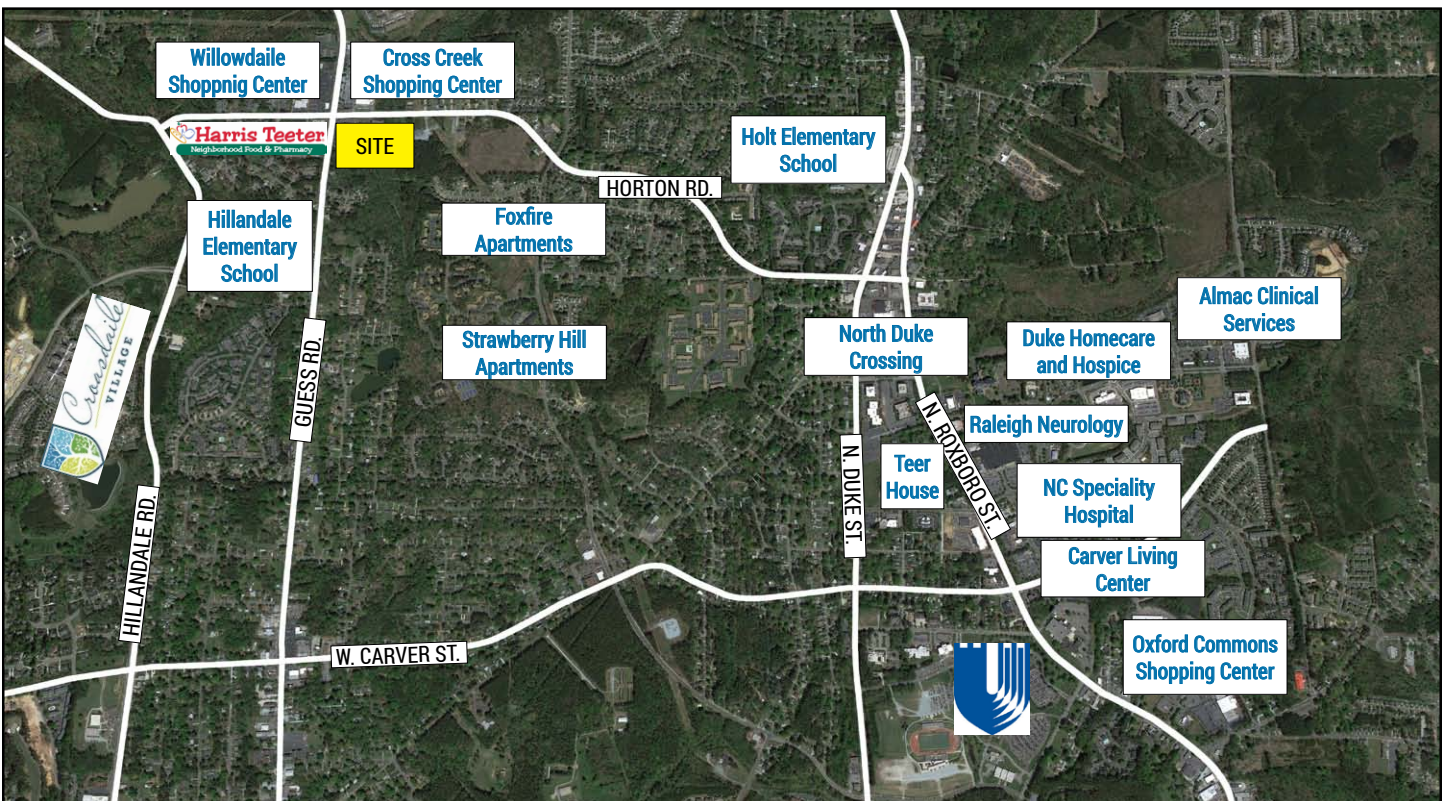 Willowdaile
Shoppnig Center
Cross Creek
Shopping Center
Harris Teeter
Neighborhood Food & Pharmacy
SITE
Holt Elementary
School
HORTON RD.
Hillandale
Elementary
School
Foxfire
Apartments
Almac Clinical
Services
Croasdaile
VILLAGE
GUESS RD.
Strawberry Hill
Apartments
North Duke
Crossing
Duke Homecare
and Hospice
N. ROXBORO ST.
Raleigh Neurology
N. DUKE ST.
Teer
House
NC Speciality
Hospital
HILLANDALE RD.
Carver Living
Center
W. CARVER ST.
Oxford Commons
Shopping Center